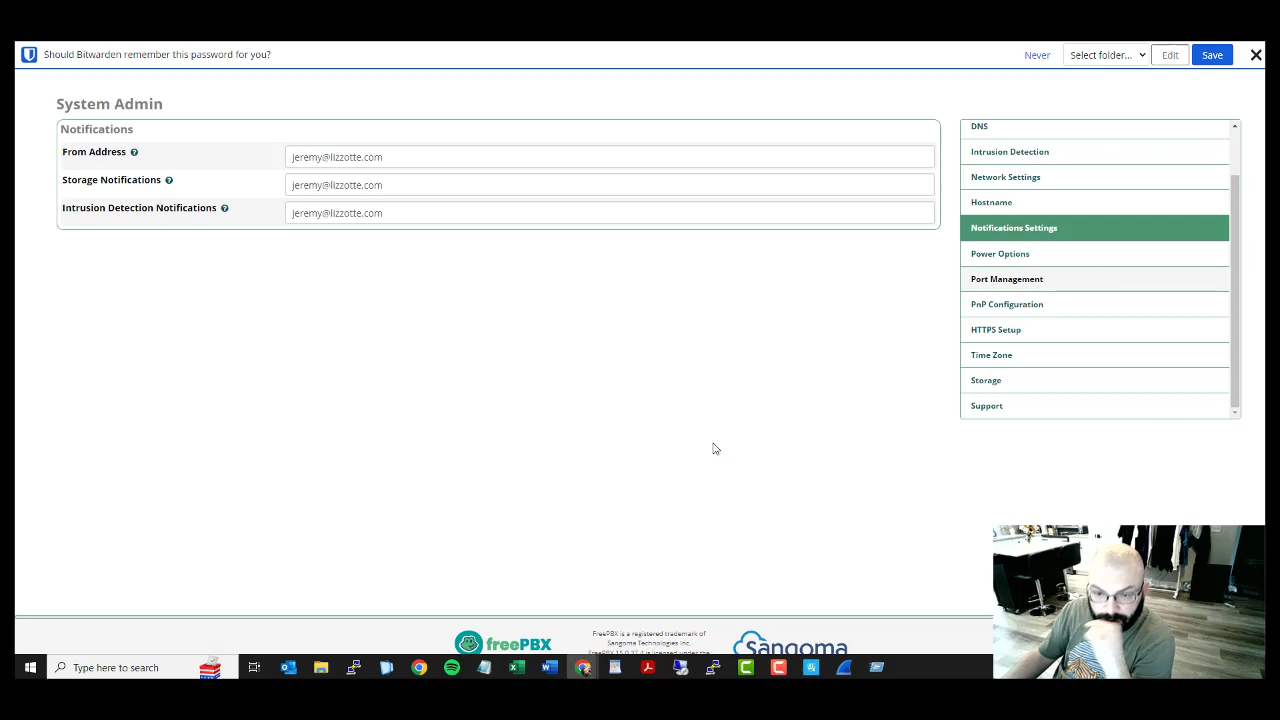 Should Bitwarden remember this password for you?
Never
Select folder...
Edit
Save
System Admin
Notifications
From Address
jeremy@lizzotte.com
Storage Notifications
jeremy@lizzotte.com
Intrusion Detection Notifications
jeremy@lizzotte.com
DNS
Intrusion Detection
Network Settings
Hostname
Notifications Settings
Power Options
Port Management
PnP Configuration
HTTPS Setup
Time Zone
Storage
Support
freePBX
FreePBX is a registered trademark of
Sangoma Technologies Inc.
FreePBX 15.0.37.4 is licensed under the
Sangoma
Type here to search